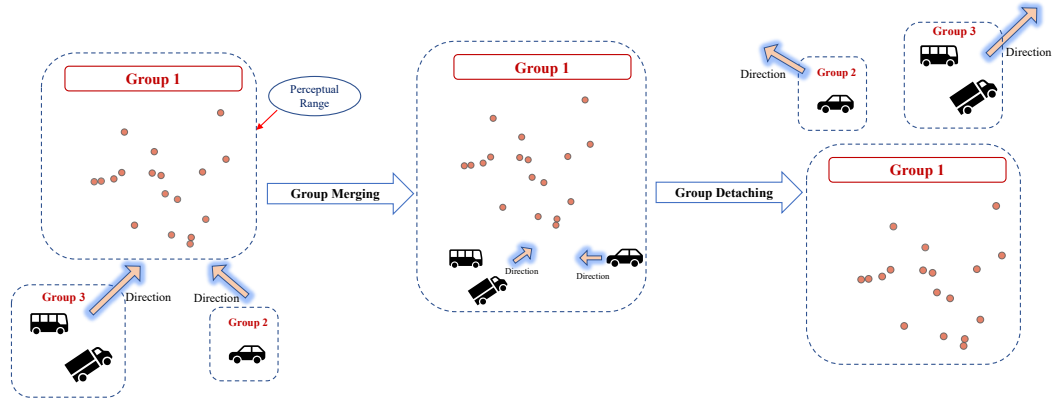 Group 1
Perceptual
Range
Group 3
Direction
Direction
Group 2
Group Merging
Group 1
Direction
Direction
Group Detaching
Direction
Group 2
Group 3
Direction
Group 1